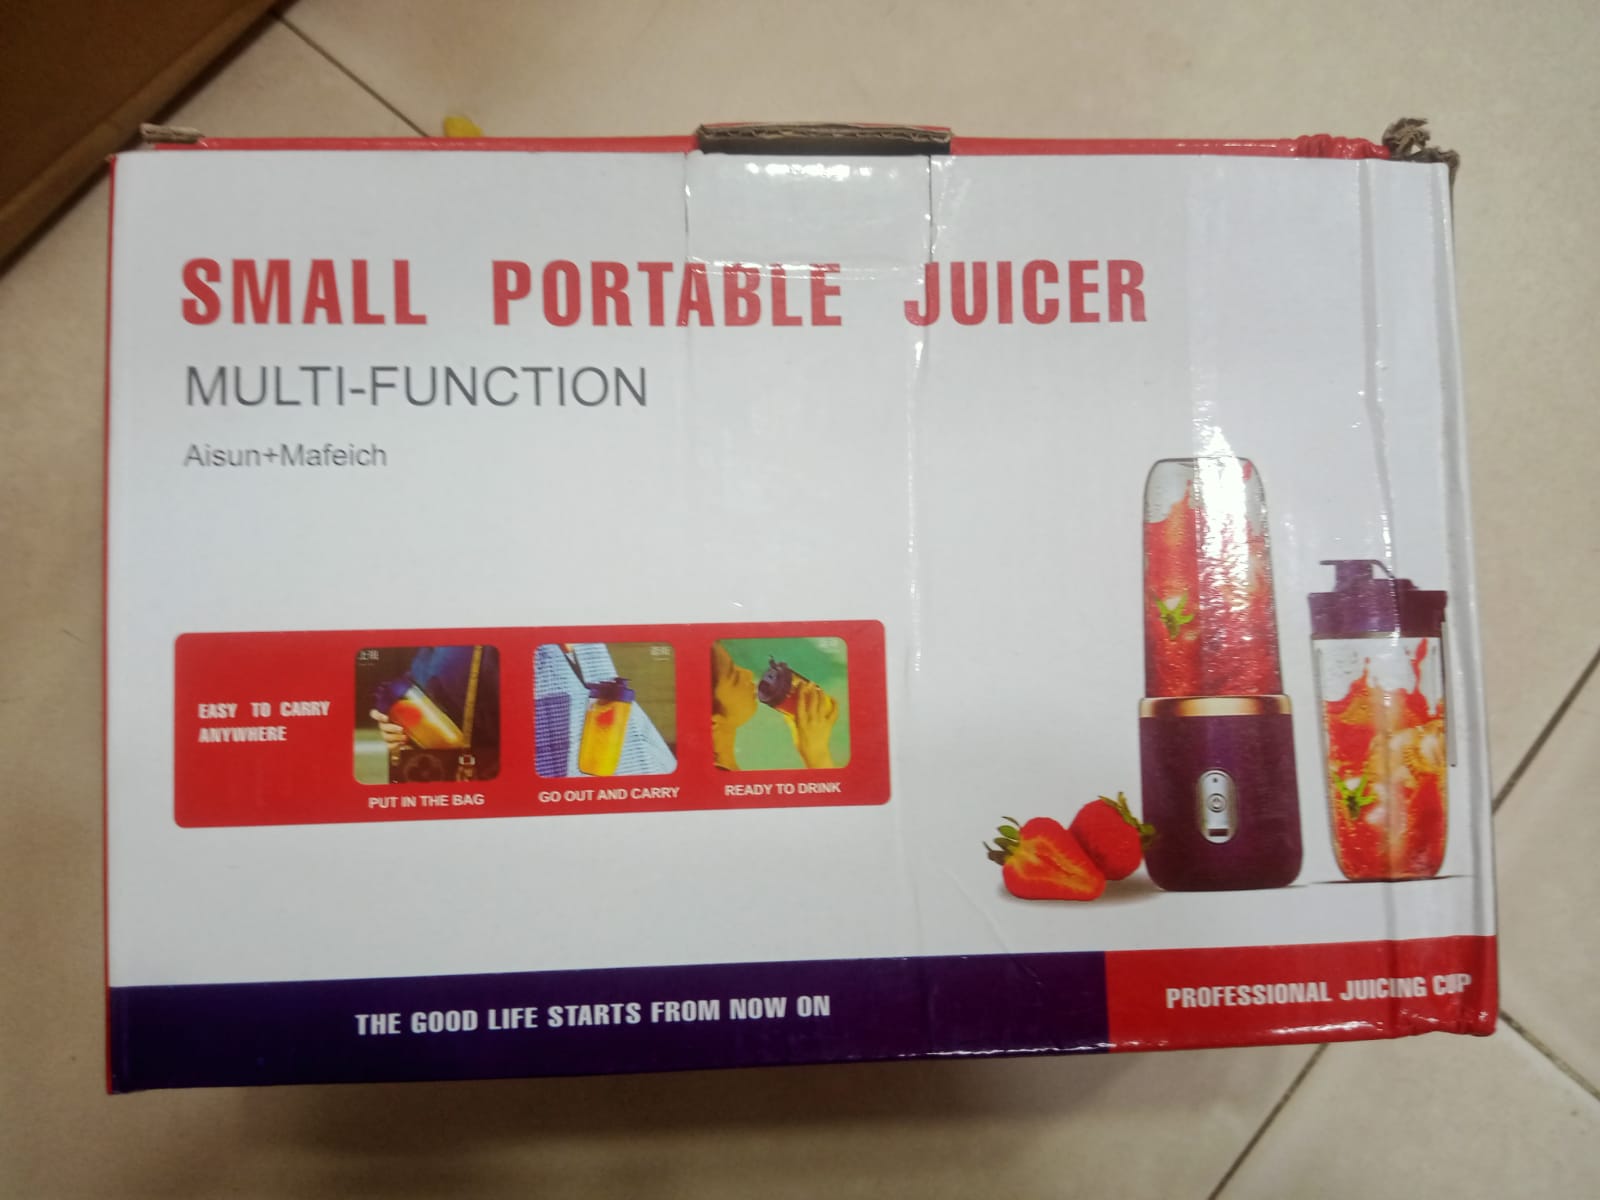 SMALL PORTABLE JUICER
MULTI-FUNCTION
Aisun+Mafeich
EASY TO CARRY
ANYWHERE
PUT IN THE BAG
GO OUT AND CARRY
READY TO DRINK
THE GOOD LIFE STARTS FROM NOW ON
PROFESSIONAL JUICING CUP